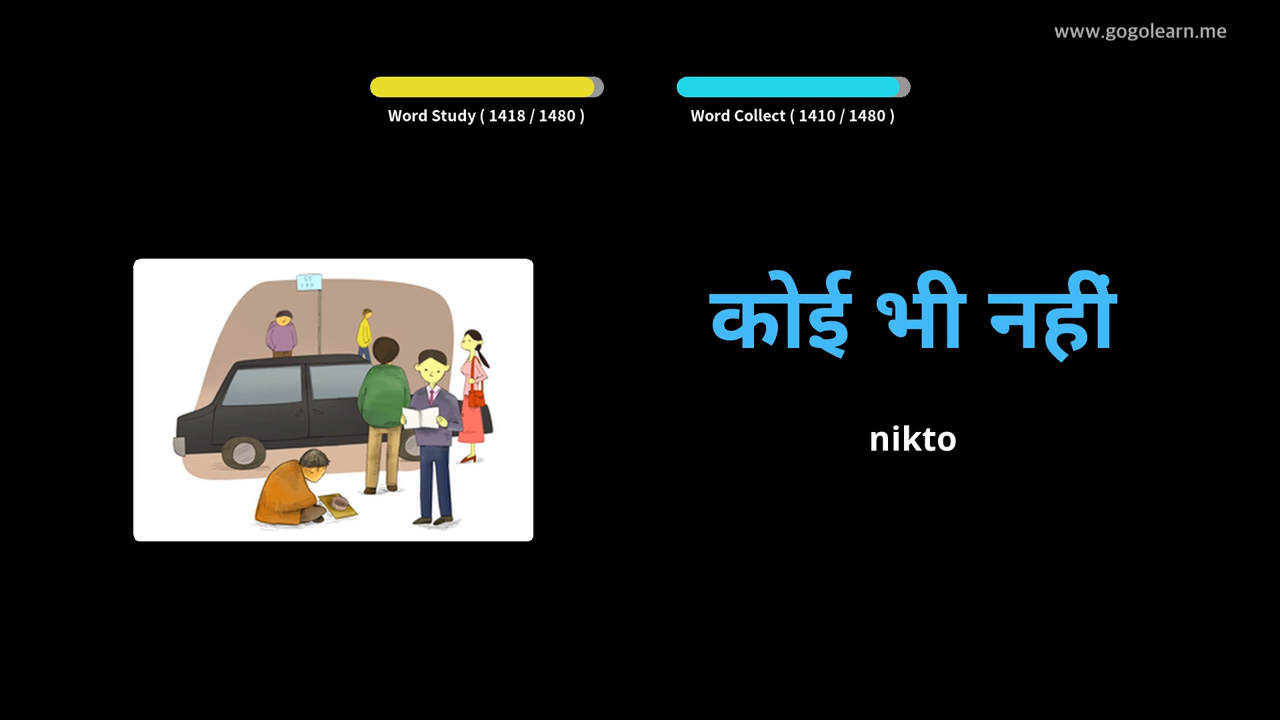 www.gogolearn.me
Word Study ( 1418 / 1480 )
Word Collect ( 1410 / 1480 )
कोई भी नहीं
nikto